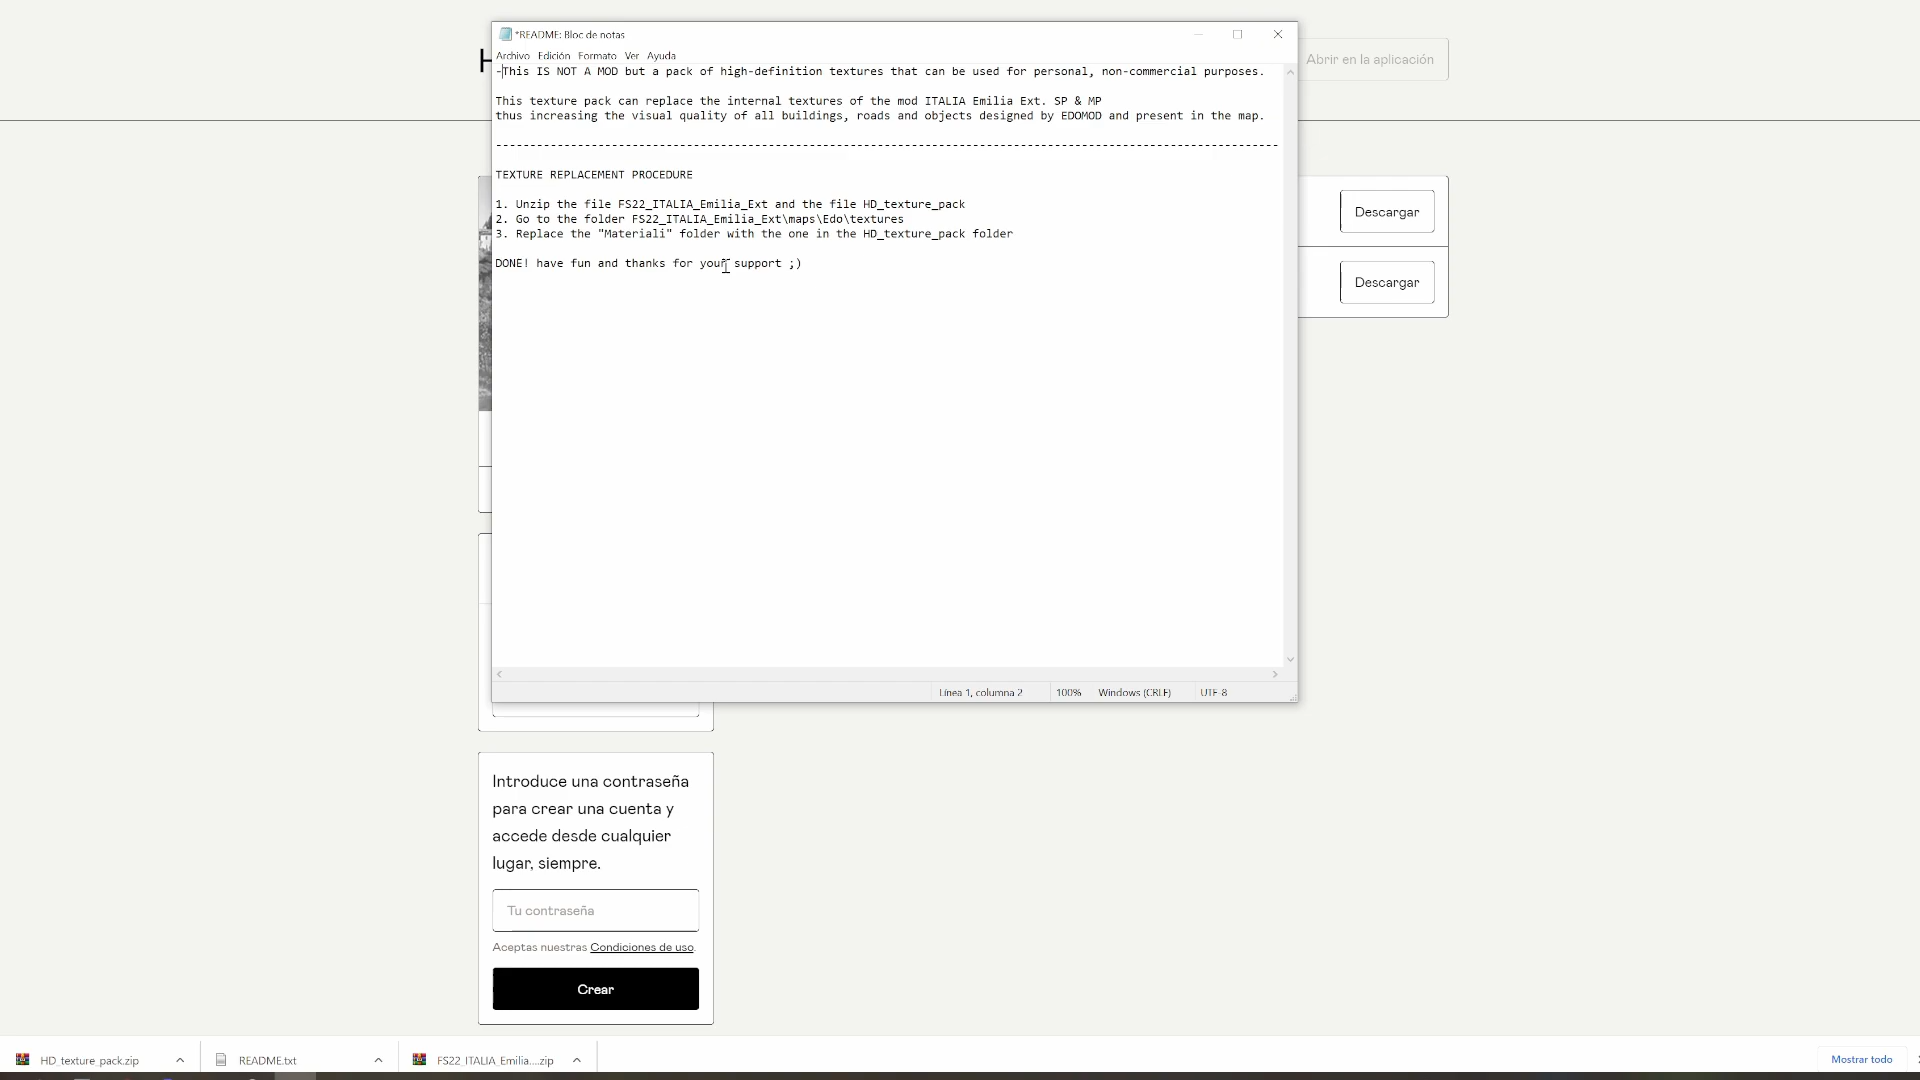 *README: Bloc de notas
Archivo Edición Formato Ver Ayuda
-This IS NOT A MOD but a pack of high-definition textures that can be used for personal, non-commercial purposes.
This texture pack can replace the internal textures of the mod ITALIA Emilia Ext. SP & MP
thus increasing the visual quality of all buildings, roads and objects designed by EDOMOD and present in the map.
-------------------------------------------------------------------------------------------------------------------
TEXTURE REPLACEMENT PROCEDURE
1. Unzip the file FS22_ITALIA_Emilia_Ext and the file HD_texture_pack
2. Go to the folder FS22_ITALIA_Emilia_Ext\maps\Edo\textures
3. Replace the "Materiali" folder with the one in the HD_texture_pack folder
DONE! have fun and thanks for your support ;)
Línea 1, columna 2 100% Windows (CRLF) UTF-8
H
Abrir en la aplicación
Descargar
Descargar
Introduce una contraseña
para crear una cuenta y
accede desde cualquier
lugar, siempre.
Tu contraseña
Aceptas nuestras Condiciones de uso.
Crear
HD_texture_pack.zip README.txt FS22_ITALIA_Emilia....zip Mostrar todo